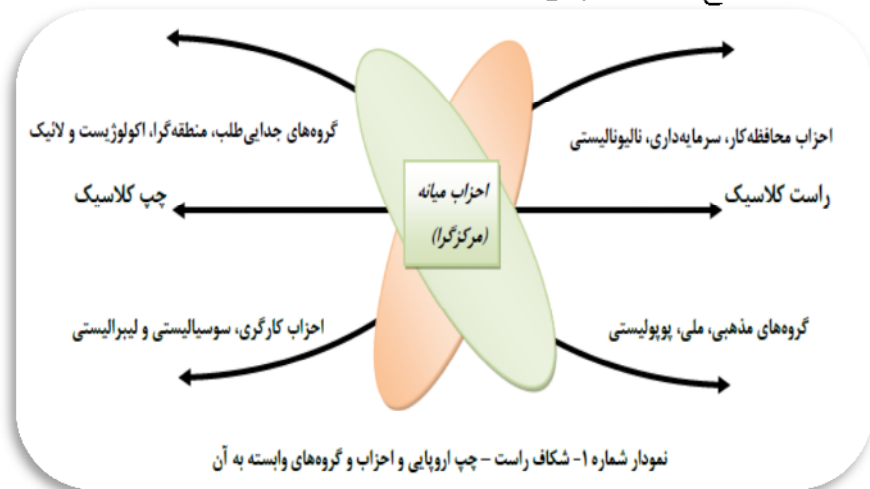 احزاب محافظه‌کار، سرمایه‌داری، نالیونالیستی
گروه‌های جدایی‌طلب، منطقه‌گرا، اکولوژیست و لائیک
راست کلاسیک
احزاب میانه
(مرکزگرا)
چپ کلاسیک
گروه‌های مذهبی، ملی، پوپولیستی
احزاب کارگری، سوسیالیستی و لیبرالیستی
نمودار شماره ۱- شکاف راست – چپ اروپایی و احزاب و گروه‌های وابسته به آن